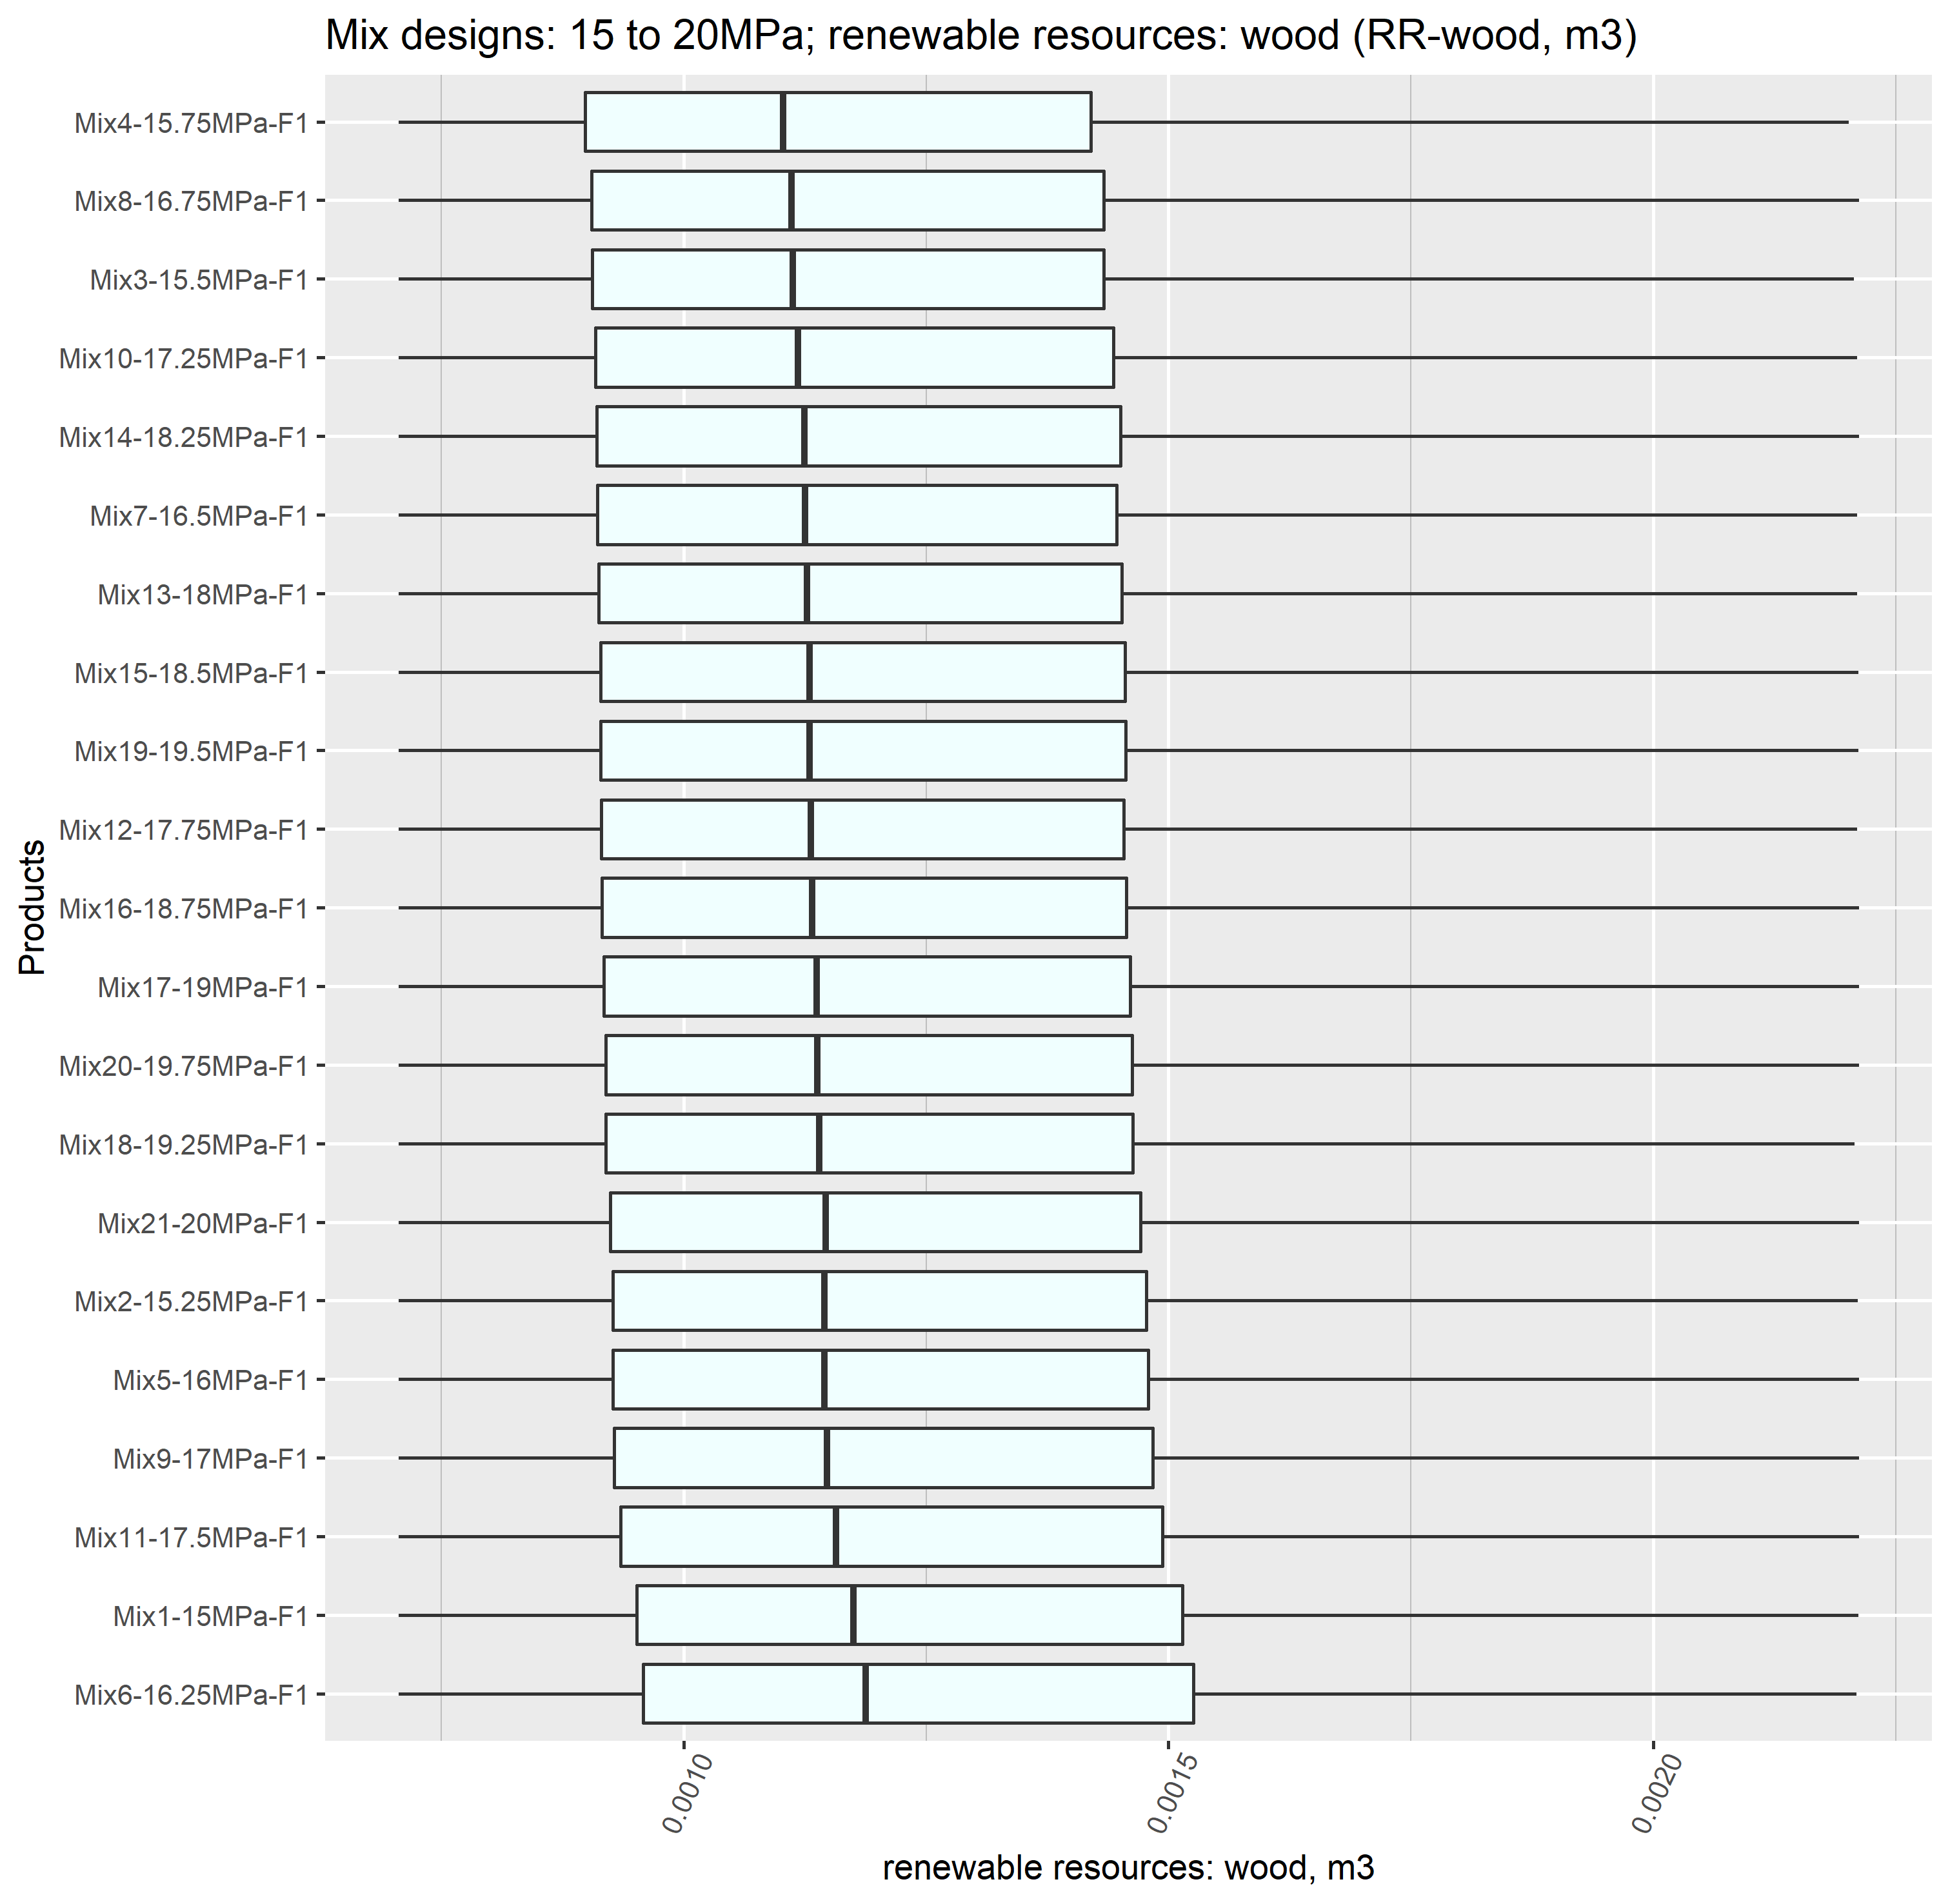 Mix designs: 15 to 20MPa; renewable resources: wood (RR-wood, m3)
Products
Mix4-15.75MPa-F1
Mix8-16.75MPa-F1
Mix3-15.5MPa-F1
Mix10-17.25MPa-F1
Mix14-18.25MPa-F1
Mix7-16.5MPa-F1
Mix13-18MPa-F1
Mix15-18.5MPa-F1
Mix19-19.5MPa-F1
Mix12-17.75MPa-F1
Mix16-18.75MPa-F1
Mix17-19MPa-F1
Mix20-19.75MPa-F1
Mix18-19.25MPa-F1
Mix21-20MPa-F1
Mix2-15.25MPa-F1
Mix5-16MPa-F1
Mix9-17MPa-F1
Mix11-17.5MPa-F1
Mix1-15MPa-F1
Mix6-16.25MPa-F1
0.0010
0.0015
0.0020
renewable resources: wood, m3